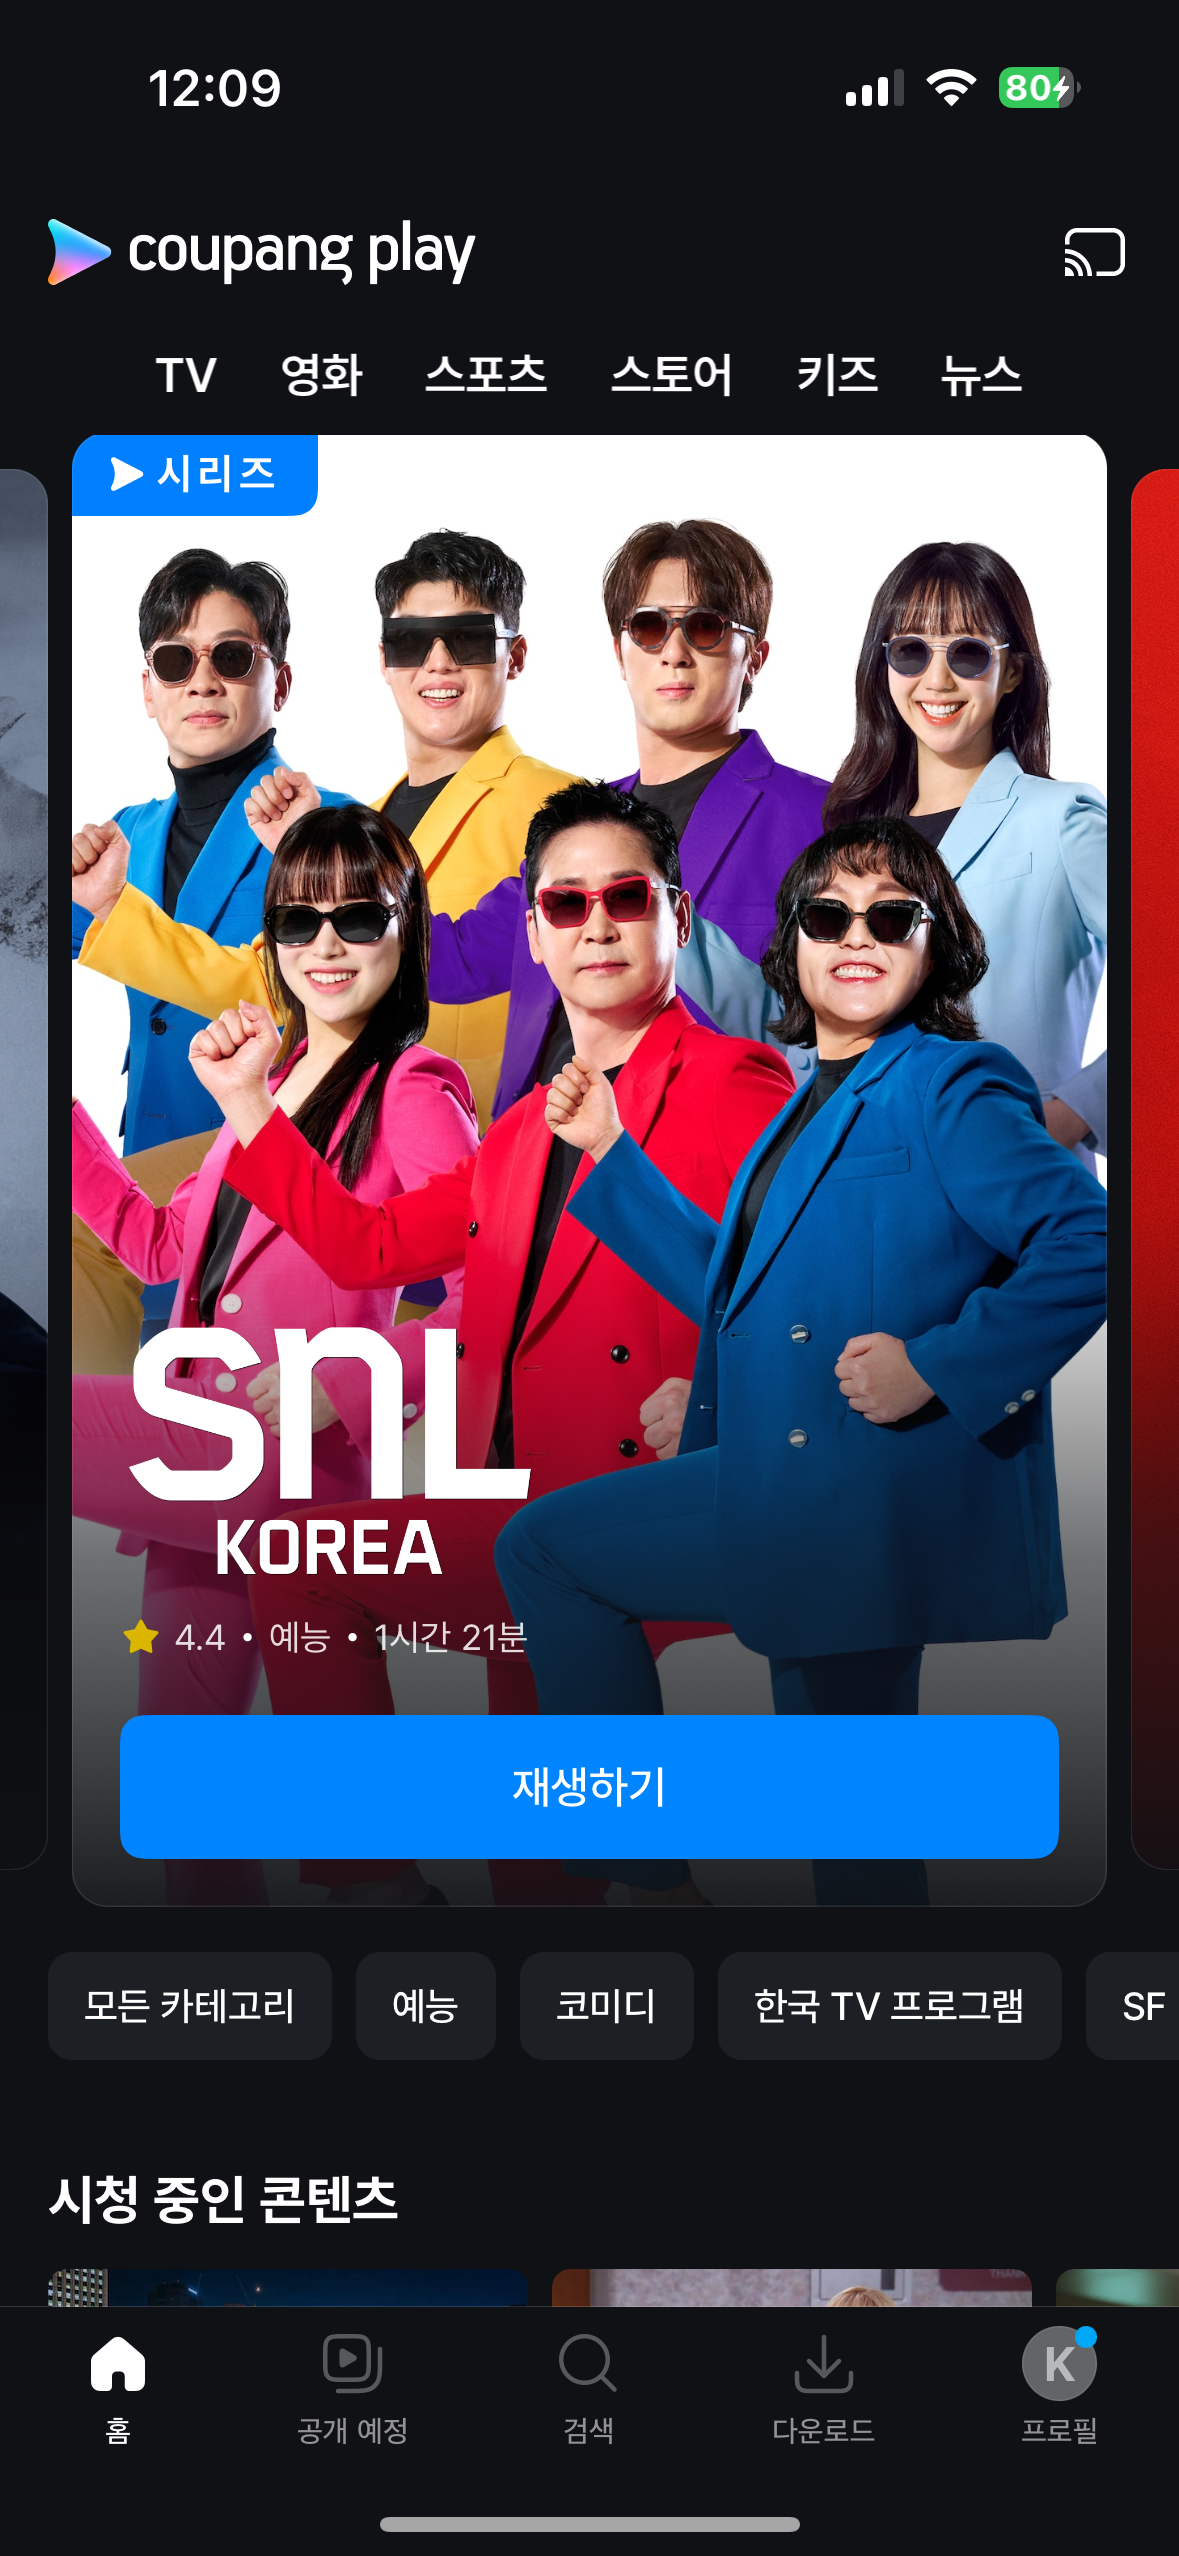 12:09
80
coupang play
TV 영화 스포츠 스토어 키즈 뉴스
시리즈
SNL
KOREA
4.4 • 예능 • 1시간 21분
재생하기
모든 카테고리 예능 코미디 한국 TV 프로그램 SF
시청 중인 콘텐츠
K
홈 공개 예정 검색 다운로드 프로필